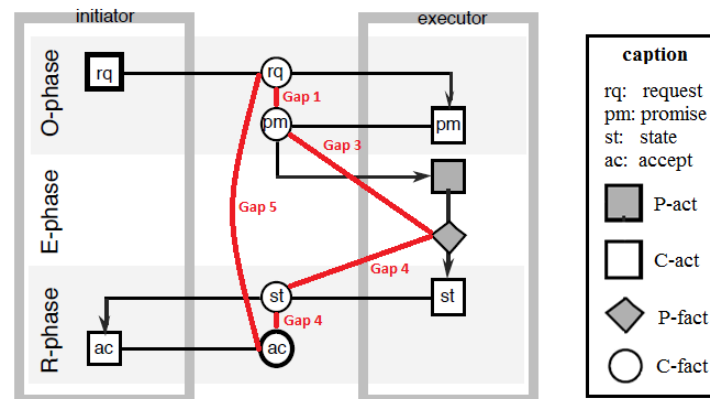 initiator
executor
O-phase
rq
rq
Gap 1
pm
pm
Gap 3
E-phase
Gap 5
Gap 4
R-phase
st
st
Gap 4
ac
ac
caption
rq: request
pm: promise
st: state
ac: accept
P-act
C-act
P-fact
C-fact